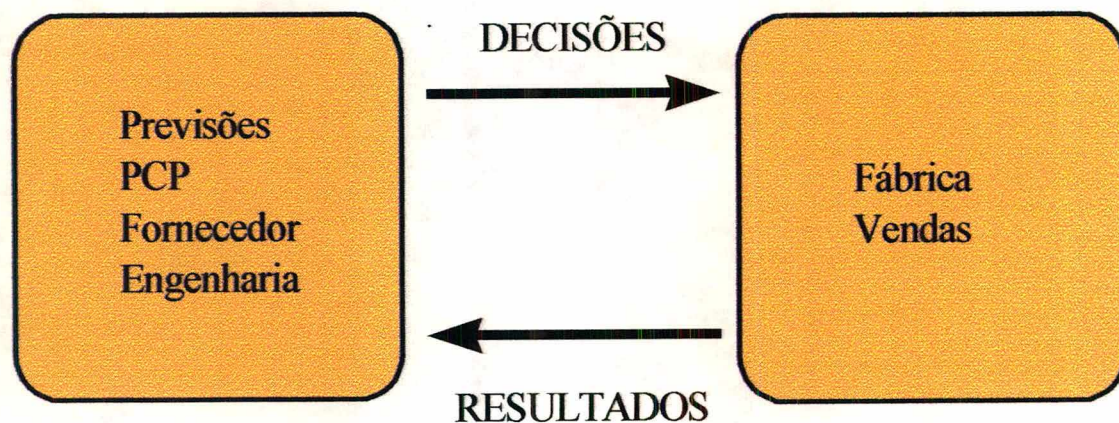 DECISÕES
Previsões
PCP
Fornecedor
Engenharia
Fábrica
Vendas
RESULTADOS